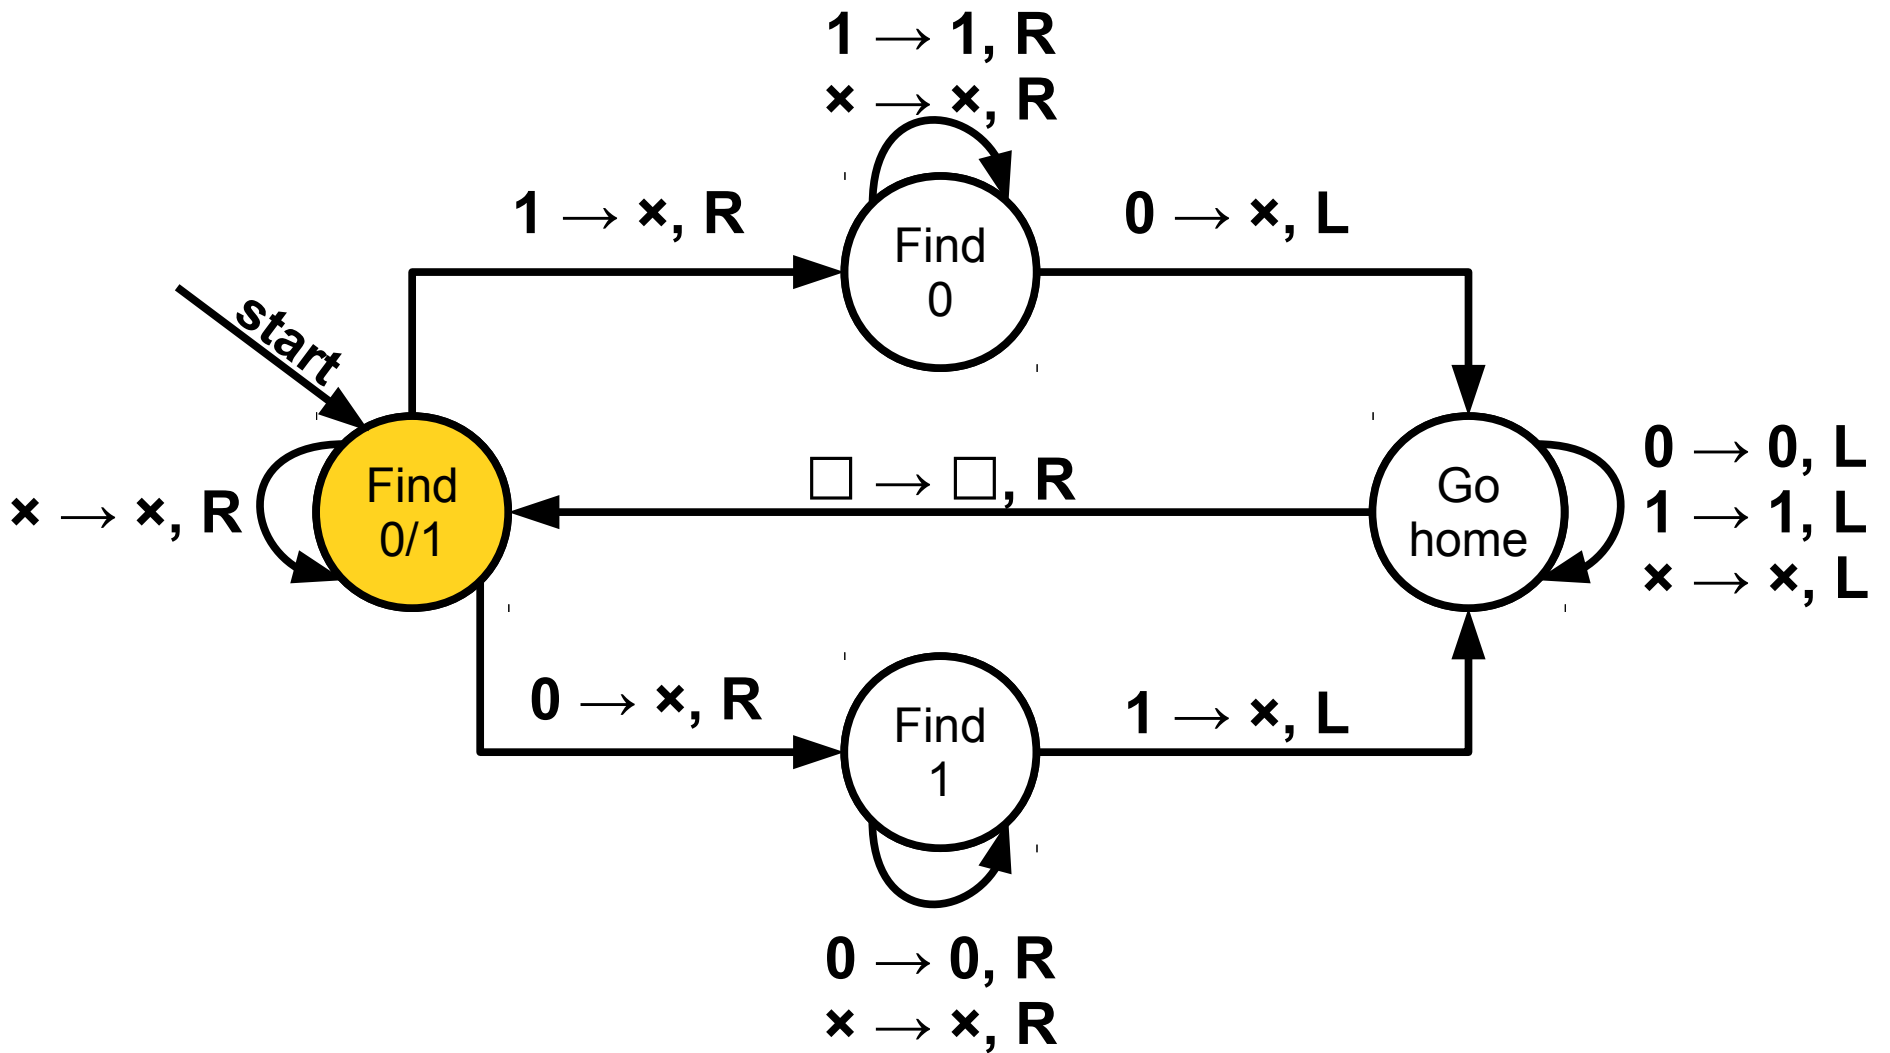 1 → 1, R
× → ×, R
1 → ×, R
Find
0
0 → ×, L
start
× → ×, R
Find
0/1
□ → □, R
Go
home
0 → 0, L
1 → 1, L
× → ×, L
0 → ×, R
Find
1
1 → ×, L
0 → 0, R
× → ×, R